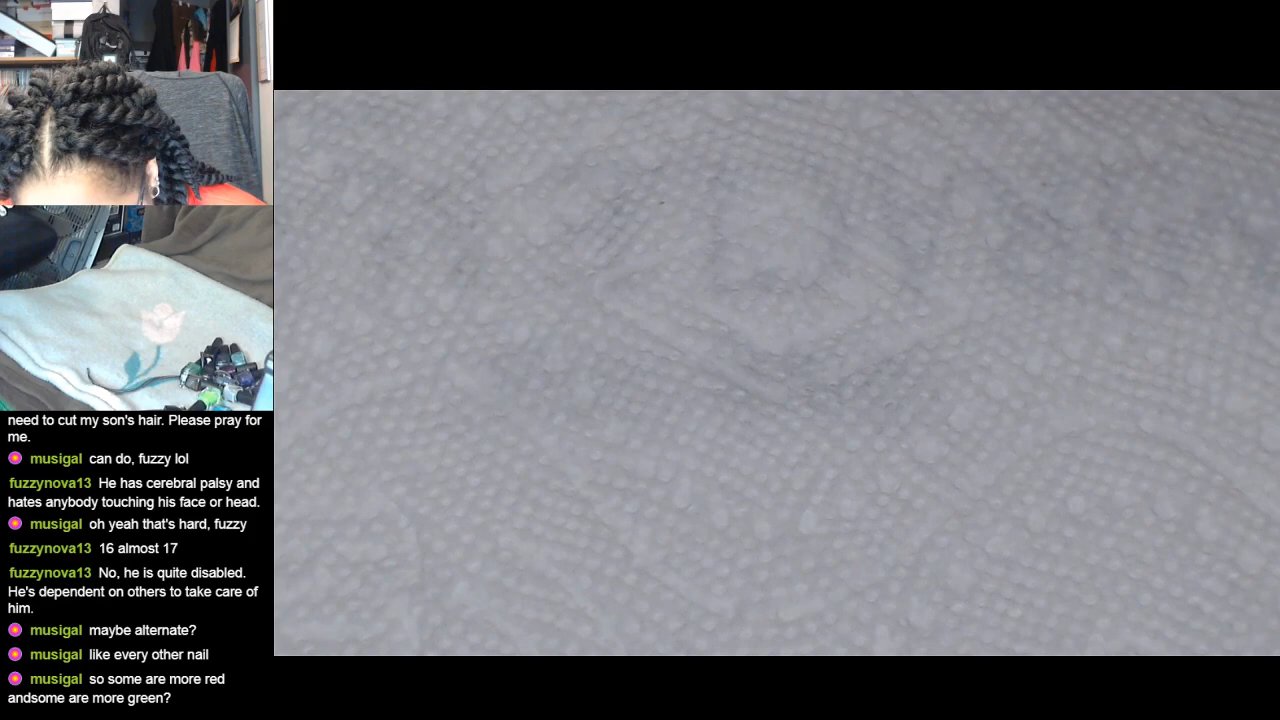 need to cut my son's hair. Please pray for
me.
musigal can do, fuzzy lol
fuzzynova13 He has cerebral palsy and
hates anybody touching his face or head.
musigal oh yeah that's hard, fuzzy
fuzzynova13 16 almost 17
fuzzynova13 No, he is quite disabled.
He's dependent on others to take care of
him.
musigal maybe alternate?
musigal like every other nail
musigal so some are more red
andsome are more green?